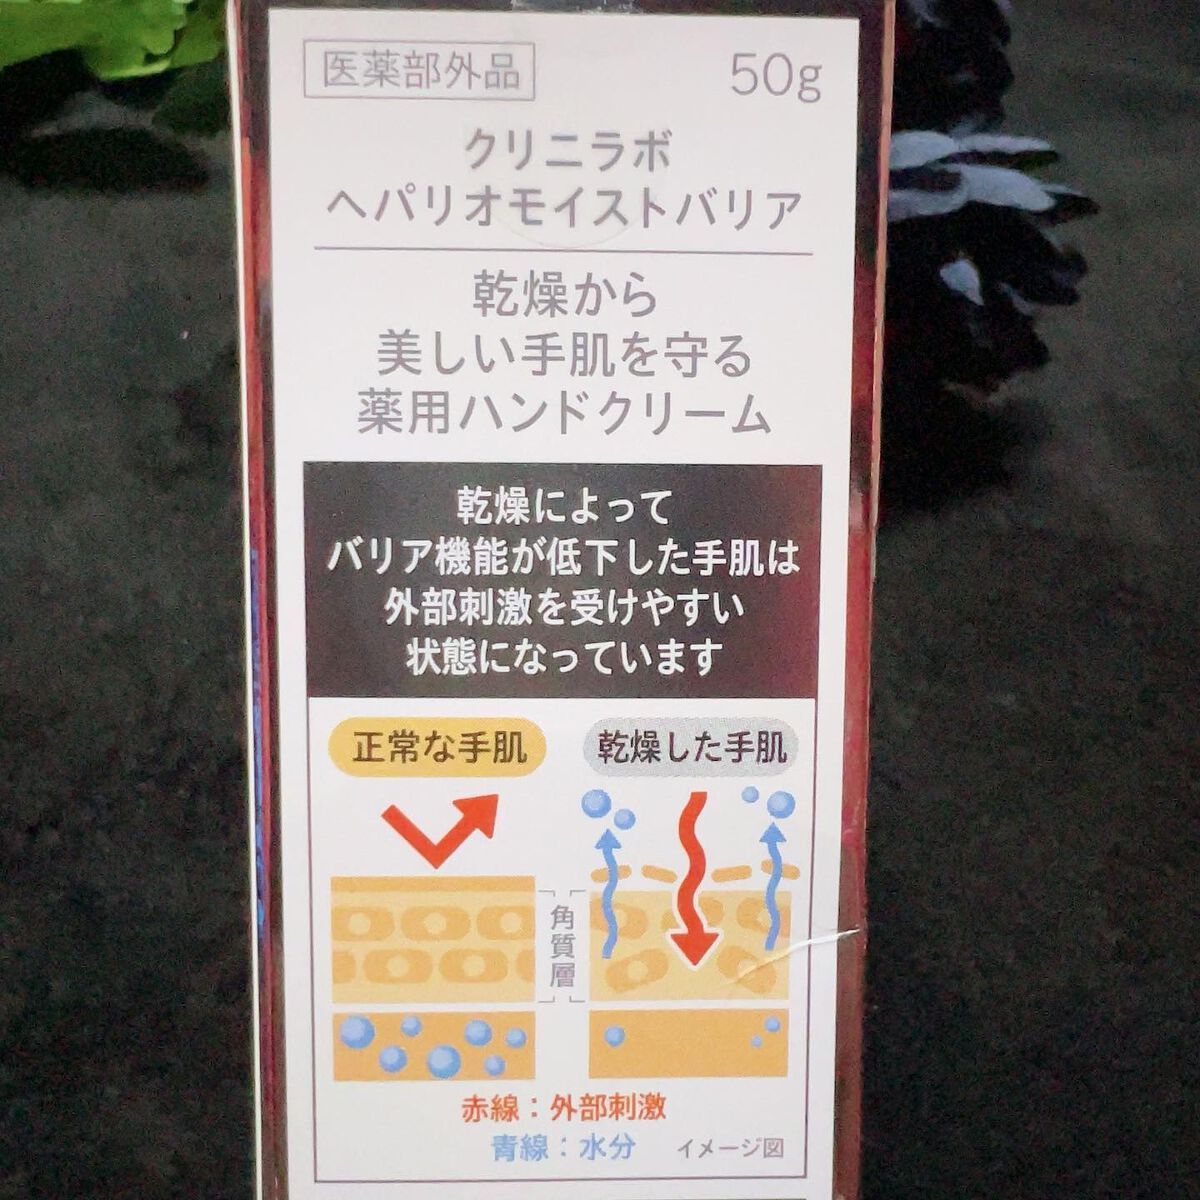 医薬部外品
50g
クリニラボ
ヘパリオモイストバリア
乾燥から
美しい手肌を守る
薬用ハンドクリーム
乾燥によって
バリア機能が低下した手肌は
外部刺激を受けやすい
状態になっています
正常な手肌
乾燥した手肌
角質層
赤線：外部刺激
青線：水分
イメージ図